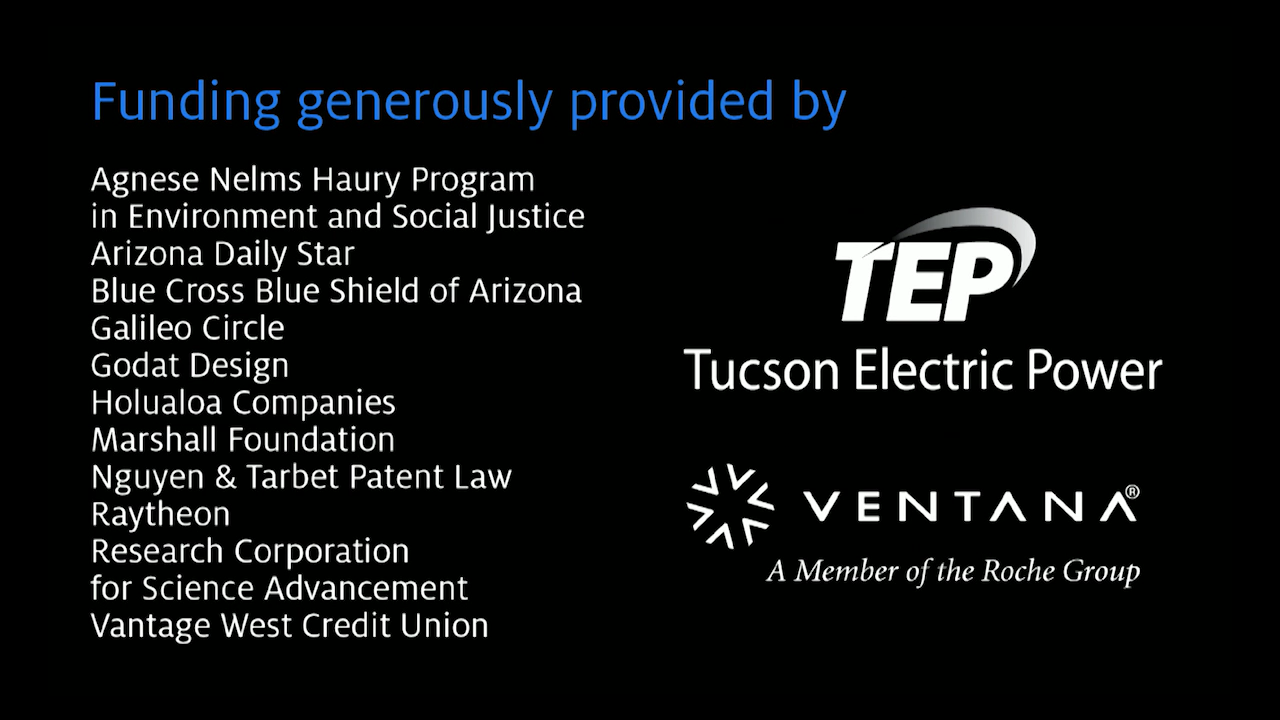 Funding generously provided by
Agnese Nelms Haury Program
in Environment and Social Justice
Arizona Daily Star
Blue Cross Blue Shield of Arizona
Galileo Circle
Godat Design
Holualoa Companies
Marshall Foundation
Nguyen & Tarbet Patent Law
Raytheon
Research Corporation
for Science Advancement
Vantage West Credit Union
TEP
Tucson Electric Power
VENTANA®
A Member of the Roche Group